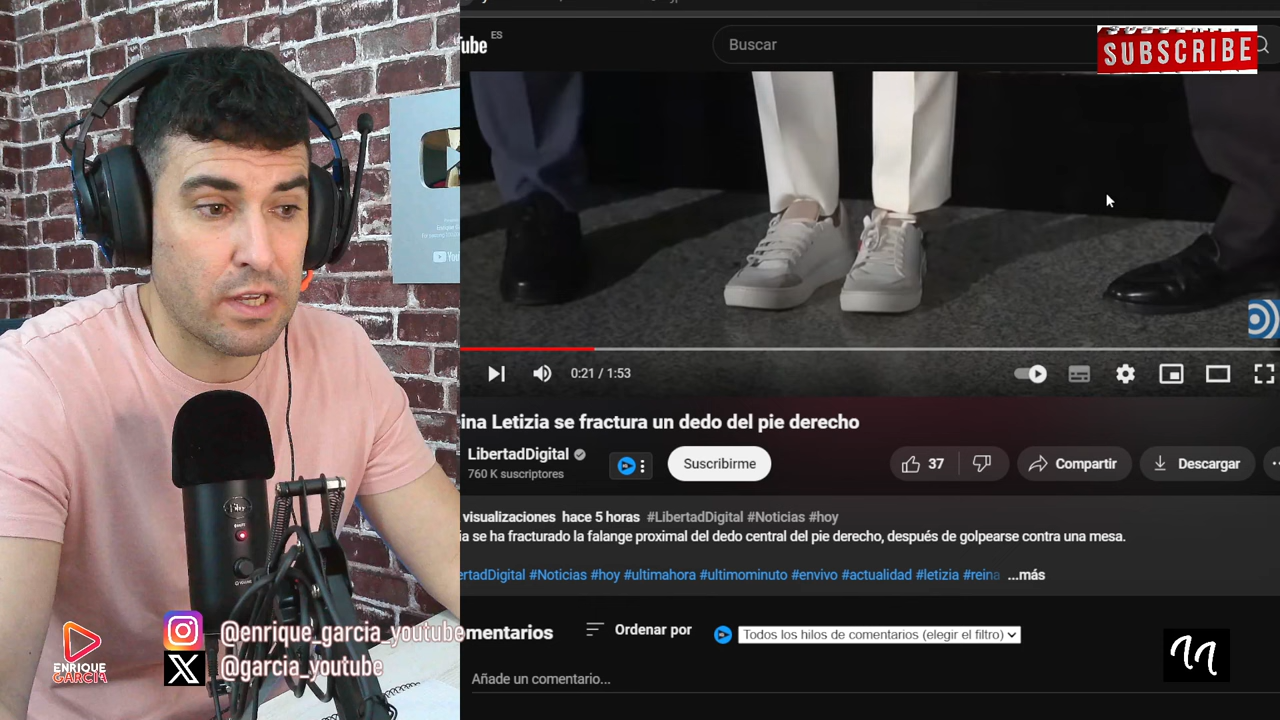 ube ES
Buscar
SUBSCRIBE
0:21 / 1:53
ina Letizia se fractura un dedo del pie derecho
LibertadDigital
760 K suscriptores
Suscribirme
37
Compartir
Descargar
visualizaciones hace 5 horas #LibertadDigital #Noticias #hoy
ia se ha fracturado la falange proximal del dedo central del pie derecho, después de golpearse contra una mesa.
ertadDigital #Noticias #hoy #ultimahora #ultimominuto #envivo #actualidad #letizia #reina ...más
mentarios
Ordenar por
Todos los hilos de comentarios (elegir el filtro)
Añade un comentario...
@enrique_garcia_youtube
@garcia_youtube
ENRIQUE
GARCIA